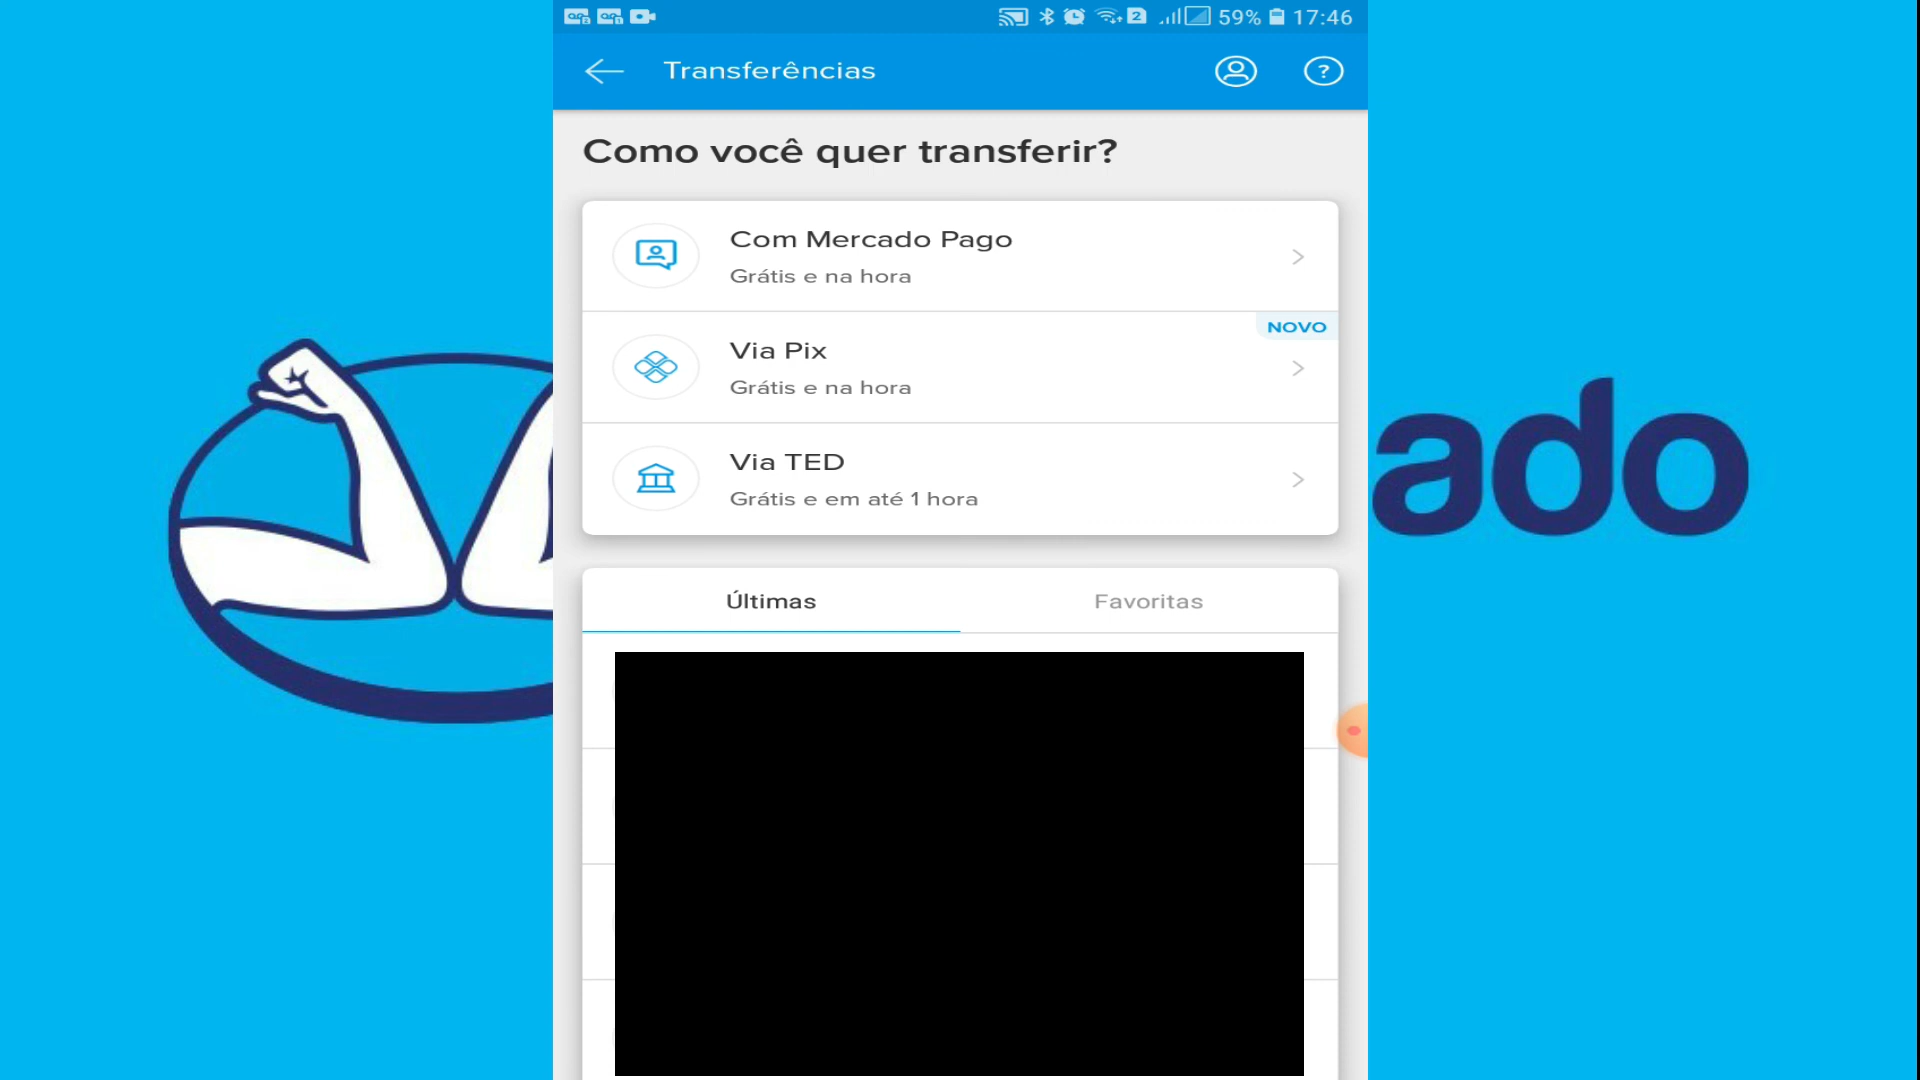 59% 17:46
Transferências
Como você quer transferir?
Com Mercado Pago
Grátis e na hora
NOVO
Via Pix
Grátis e na hora
Via TED
Grátis e em até 1 hora
ado
Últimas
Favoritas